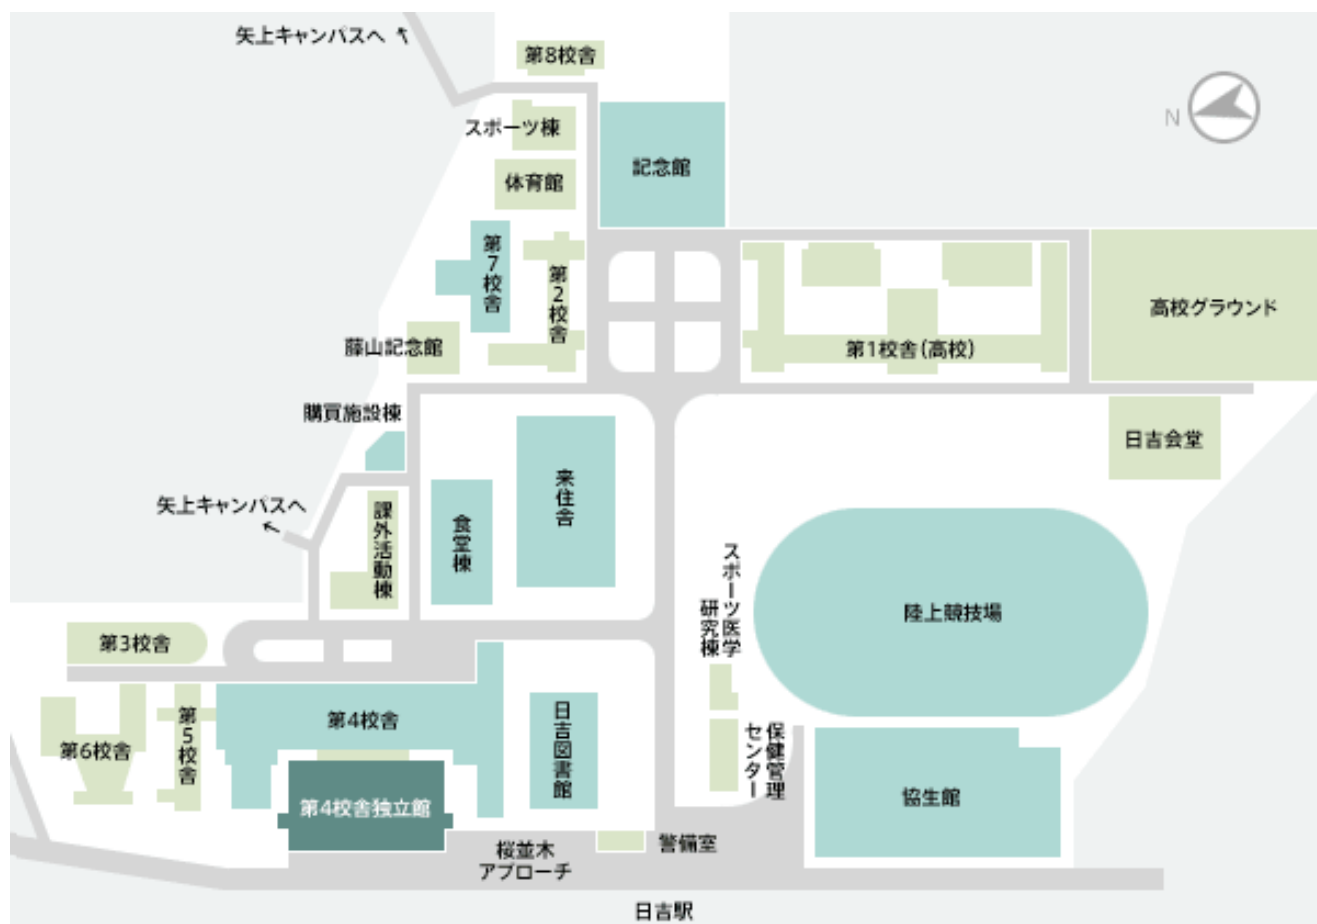 矢上キャンパスへ
第8校舎
スポーツ棟
N
体育館
記念館
第7校舎
第2校舎
高校グラウンド
藤山記念館
第1校舎(高校)
購買施設棟
日吉会堂
矢上キャンパスへ
課外活動棟
食堂棟
来住舎
スポーツ医学
研究棟
陸上競技場
第3校舎
第6校舎
第5校舎
第4校舎
日吉図書館
保健管理
センター
第4校舎独立館
協生館
桜並木
アプローチ
警備室
日吉駅